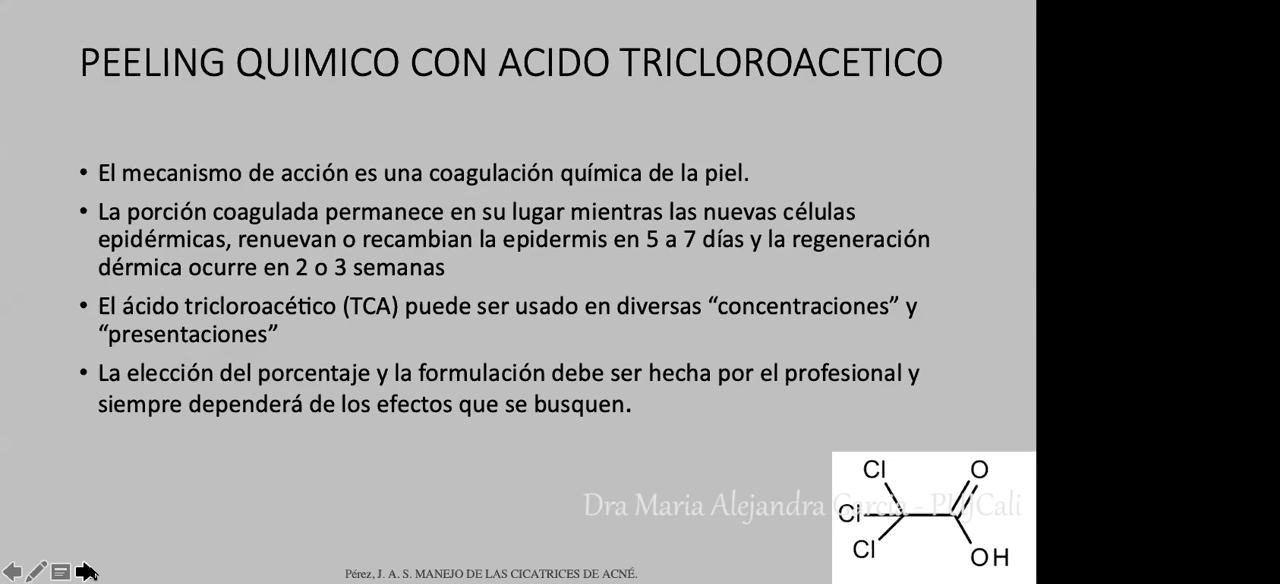 PEELING QUIMICO CON ACIDO TRICLOROACETICO
• El mecanismo de acción es una coagulación química de la piel.
• La porción coagulada permanece en su lugar mientras las nuevas células
epidérmicas, renuevan o recambian la epidermis en 5 a 7 días y la regeneración
dérmica ocurre en 2 o 3 semanas
• El ácido tricloroacético (TCA) puede ser usado en diversas “concentraciones” y
“presentaciones”
• La elección del porcentaje y la formulación debe ser hecha por el profesional y
siempre dependerá de los efectos que se busquen.
Cl
O
Dra Maria Alejandra García - PUJCali
Cl
Cl
OH
Pérez, J. A. S. MANEJO DE LAS CICATRICES DE ACNÉ.